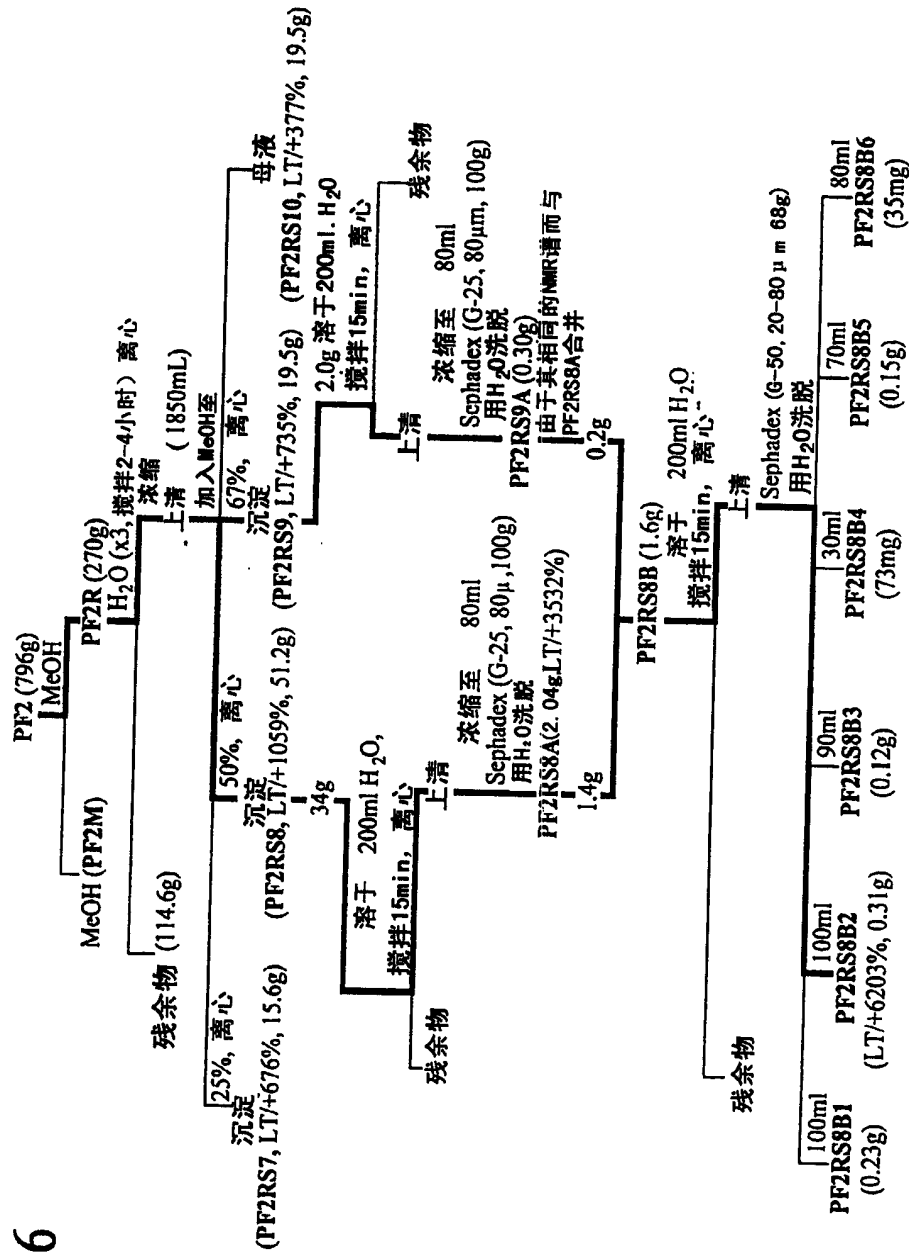 6
PF2 (796g)
MeOH
MeOH (PF2M)
PF2R (270g)
H₂O (x3, 搅拌2-4小时) 离心
浓缩
残余物 (114.6g)
上清 (1850mL)
加入MeOH至
25%, 离心
50%, 离心
67%, 离心
沉淀
(PF2RS7, LT/+676%, 15.6g)
沉淀
(PF2RS8, LT/+1059%, 51.2g)
沉淀
(PF2RS9, LT/+735%, 19.5g)
母液
(PF2RS10, LT/+377%, 19.5g)
34g
溶于 200ml H₂O,
搅拌15min, 离心
残余物
上清
浓缩至 80ml
Sephadex (G-25, 80μ, 100g)
用H₂O洗脱
PF2RS8A(2.04g,LT/+3532%)
1.4g
2.0g 溶于200ml. H₂O
搅拌15min, 离心
上清
残余物
浓缩至 80ml
Sephadex (G-25, 80μm, 100g)
用H₂O洗脱
PF2RS9A (0.30g)
由于其相同的NMR谱而与
PF2RS8A合并
0.2g
PF2RS8B (1.6g)
溶于 200ml H₂O
搅拌15min, 离心
残余物
上清
Sephadex (G-50, 20-80μm 68g)
用H₂O洗脱
100ml
PF2RS8B1
(0.23g)
100ml
PF2RS8B2
(LT/+6203%, 0.31g)
90ml
PF2RS8B3
(0.12g)
30ml
PF2RS8B4
(73mg)
70ml
PF2RS8B5
(0.15g)
80ml
PF2RS8B6
(35mg)